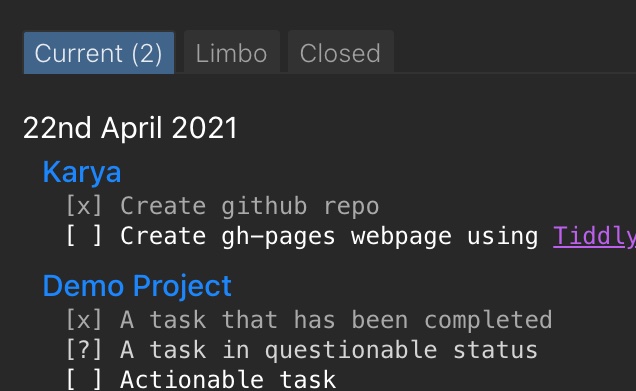 Current (2) Limbo Closed
22nd April 2021
Karya
[x] Create github repo
[ ] Create gh-pages webpage using Tiddly
Demo Project
[x] A task that has been completed
[?] A task in questionable status
[ ] Actionable task